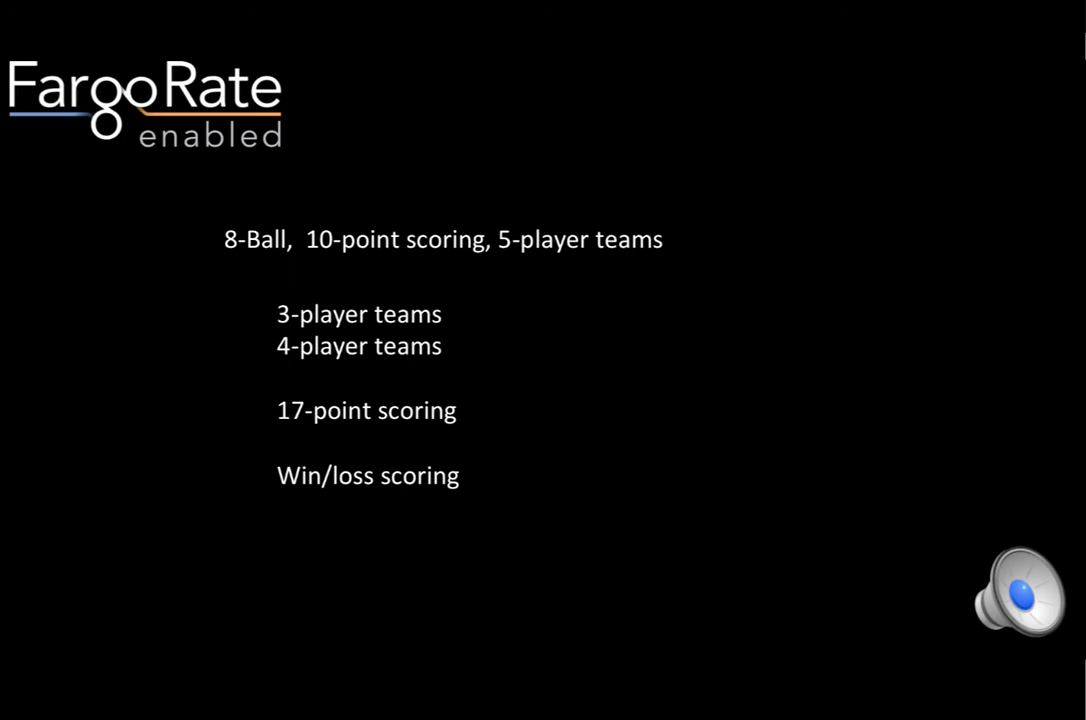 FargoRate
enabled
8-Ball, 10-point scoring, 5-player teams
3-player teams
4-player teams
17-point scoring
Win/loss scoring